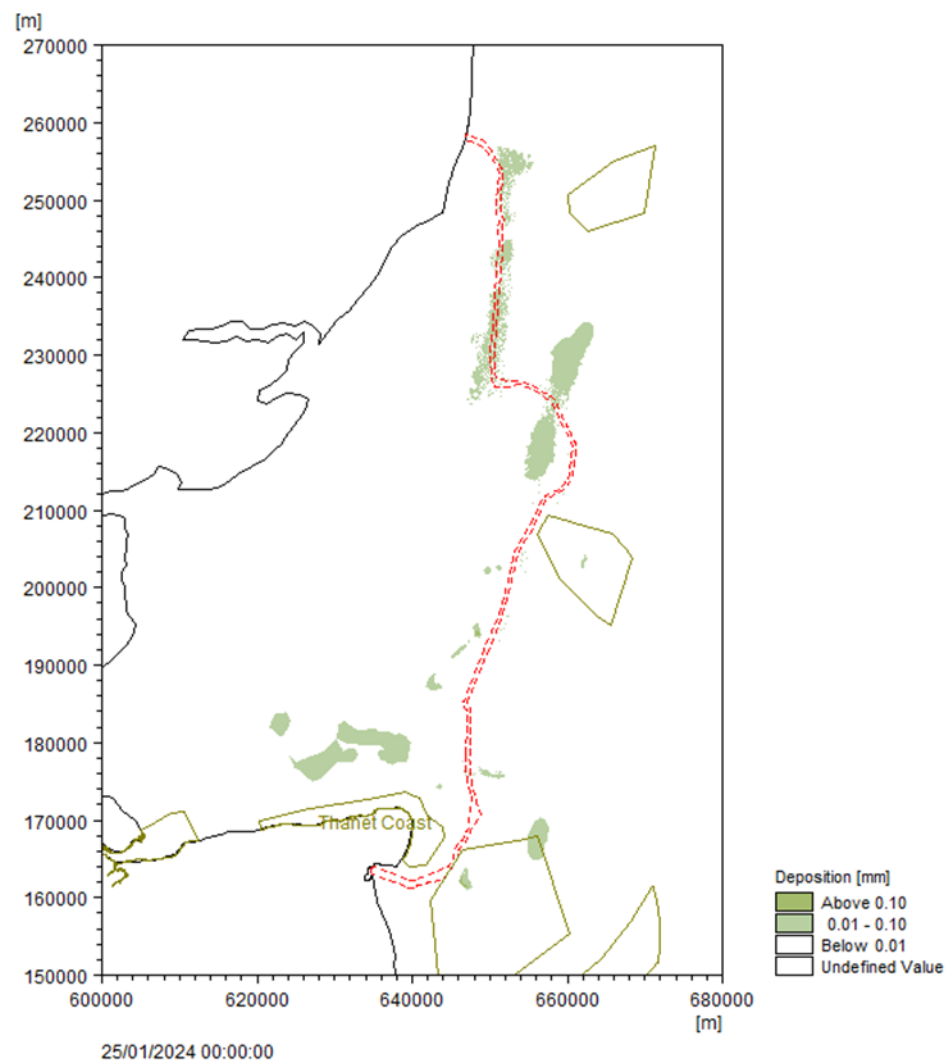 [m]
270000
260000
250000
240000
230000
220000
210000
200000
190000
180000
170000
160000
150000
Thanet Coast
600000 620000 640000 660000 680000
[m]
Deposition [mm]
Above 0.10
0.01 - 0.10
Below 0.01
Undefined Value
25/01/2024 00:00:00